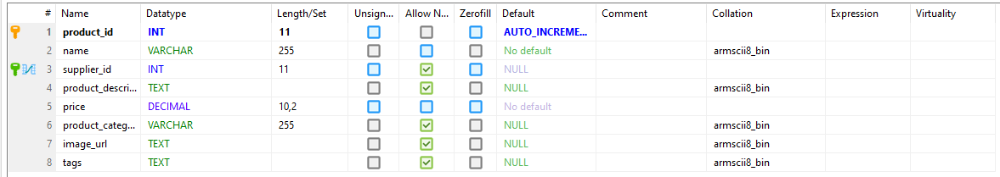 # Name Datatype Length/Set Unsign... Allow N... Zerofill Default Comment Collation Expression Virtuality
1 product_id INT 11 AUTO_INCREME...
2 name VARCHAR 255 No default armscii8_bin
3 supplier_id INT 11 NULL
4 product_descri... TEXT NULL armscii8_bin
5 price DECIMAL 10,2 No default
6 product_categ... VARCHAR 255 NULL armscii8_bin
7 image_url TEXT NULL armscii8_bin
8 tags TEXT NULL armscii8_bin